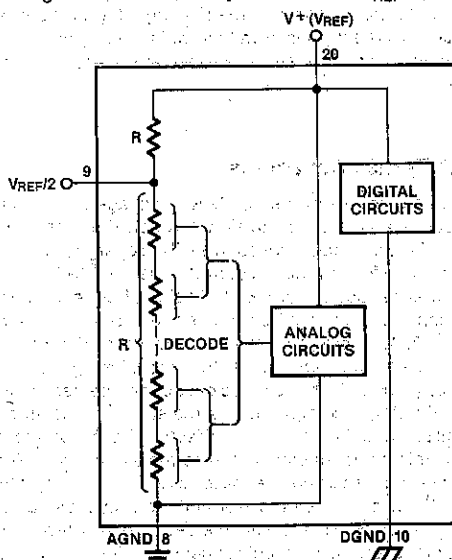 V+ (VREF)
20
R
9
VREF/2
DIGITAL
CIRCUITS
R
DECODE
ANALOG
CIRCUITS
AGND 8
DGND 10